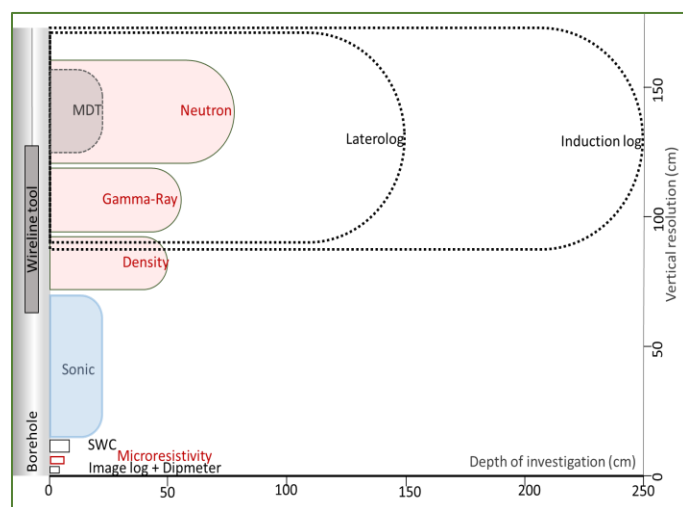 MDT
Neutron
Laterolog
Induction log
Gamma-Ray
Density
Sonic
SWC
Microresistivity
Image log + Dipmeter
Wireline tool
Borehole
Depth of investigation (cm)
Vertical resolution (cm)
0
50
100
150
0
50
100
150
200
250